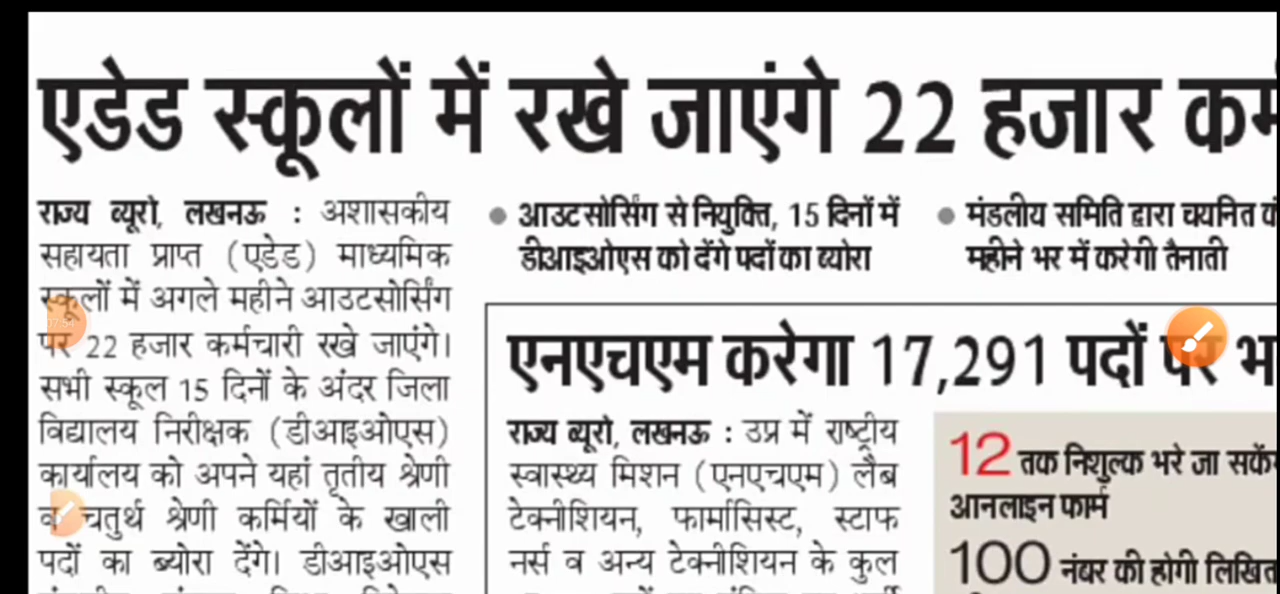 एडेड स्कूलों में रखे जाएंगे 22 हजार
राज्य ब्यूरो, लखनऊ : अशासकीय
सहायता प्राप्त (एडेड) माध्यमिक
स्कूलों में अगले महीने आउटसोर्सिंग
पर 22 हजार कर्मचारी रखे जाएंगे।
सभी स्कूल 15 दिनों के अंदर जिला
विद्यालय निरीक्षक (डीआइओएस)
कार्यालय को अपने यहां तृतीय श्रेणी
व चतुर्थ श्रेणी कर्मियों के खाली
पदों का ब्योरा देंगे। डीआइओएस
● आउटसोर्सिंग से नियुक्ति, 15 दिनों में
डीआइओएस को देंगे पदों का ब्योरा
● मंडलीय समिति द्वारा चयनित
महीने भर में करेगी तैनाती
एनएचएम करेगा 17,291 पदों पर
राज्य ब्यूरो, लखनऊ : उप्र में राष्ट्रीय
स्वास्थ्य मिशन (एनएचएम) लैब
टेक्नीशियन, फार्मासिस्ट, स्टाफ
नर्स व अन्य टेक्नीशियन के कुल
12 तक निशुल्क भरे जा
आनलाइन फार्म
100 नंबर की होगी